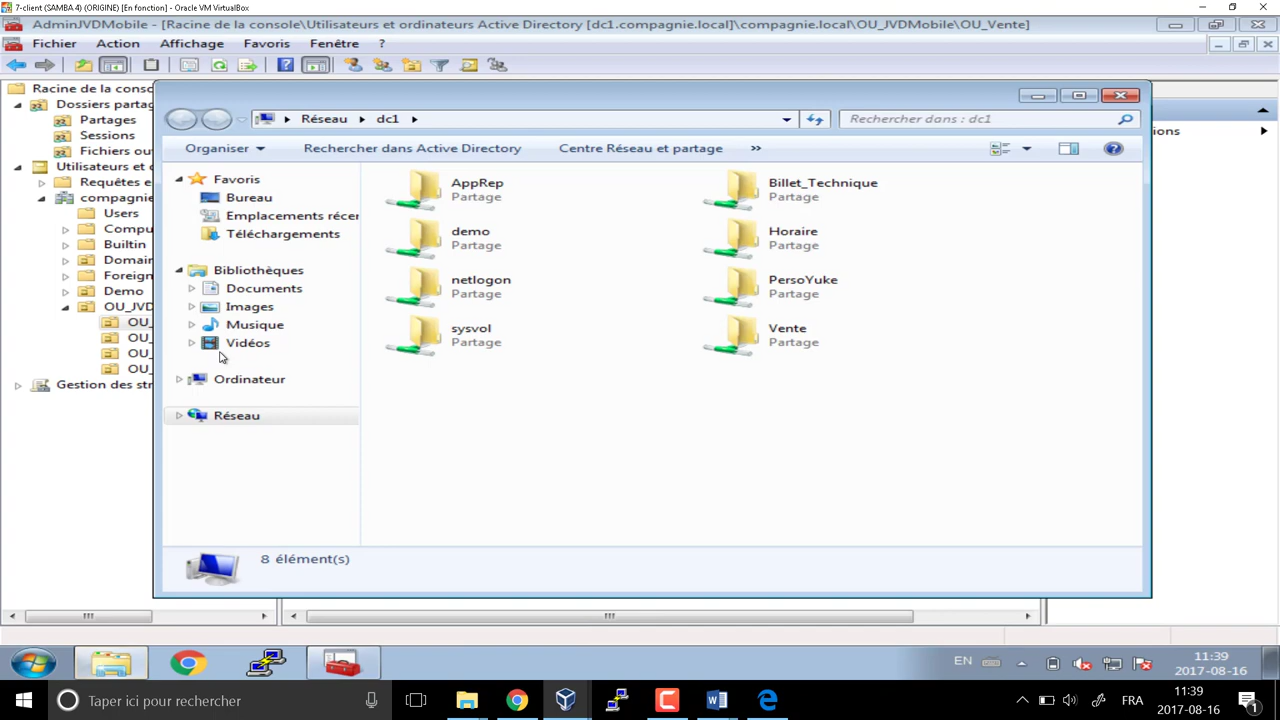 7-client (SAMBA 4) (ORIGINE) [En fonction] - Oracle VM VirtualBox
AdminJVDMobile - [Racine de la console\Utilisateurs et ordinateurs Active Directory [dc1.compagnie.local]\compagnie.local\OU_JVDMobile\OU_Vente]
Fichier Action Affichage Favoris Fenêtre ?
Racine de la conso
Dossiers partag
Partages
Sessions
Fichiers ou
Utilisateurs et c
Requêtes e
compagnie
Users
Compu
Builtin
Domain
Foreign
Demo
OU_JVD
OU_
OU_
OU_
OU_
Gestion des str
ions
Réseau dc1
Rechercher dans : dc1
Organiser Rechercher dans Active Directory Centre Réseau et partage »
Favoris
Bureau
Emplacements récer
Téléchargements
Bibliothèques
Documents
Images
Musique
Vidéos
Ordinateur
Réseau
AppRep
Partage
Billet_Technique
Partage
demo
Partage
Horaire
Partage
netlogon
Partage
PersoYuke
Partage
sysvol
Partage
Vente
Partage
8 élément(s)
EN
11:39
2017-08-16
Taper ici pour rechercher
FRA
11:39
2017-08-16
1